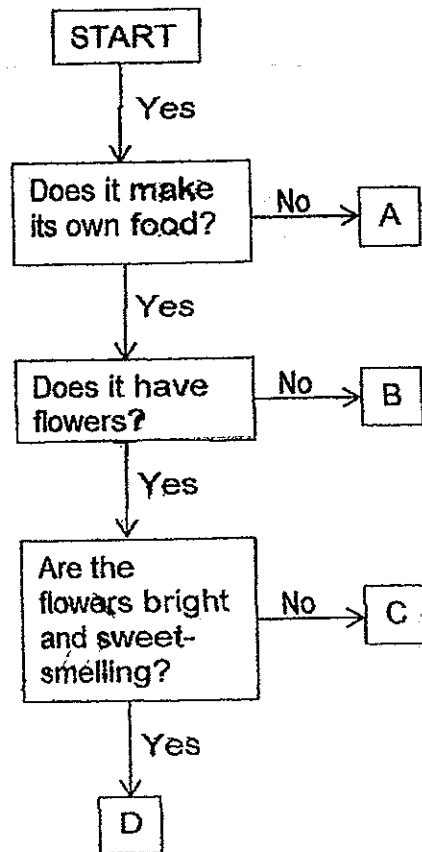 START
Yes
Does it make
its own food?
No
A
Yes
Does it have
flowers?
No
B
Yes
Are the
flowers bright
and sweet-
smelling?
No
C
Yes
D